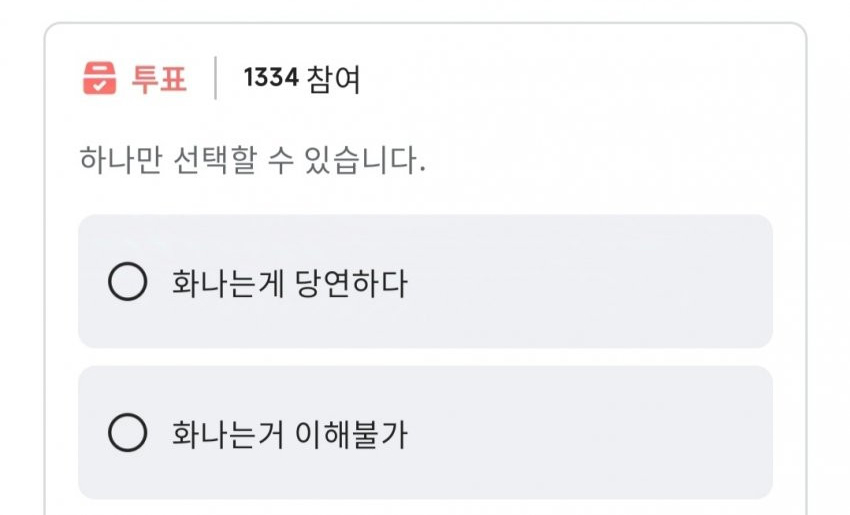 투표 | 1334 참여
하나만 선택할 수 있습니다.
화나는게 당연하다
화나는거 이해불가